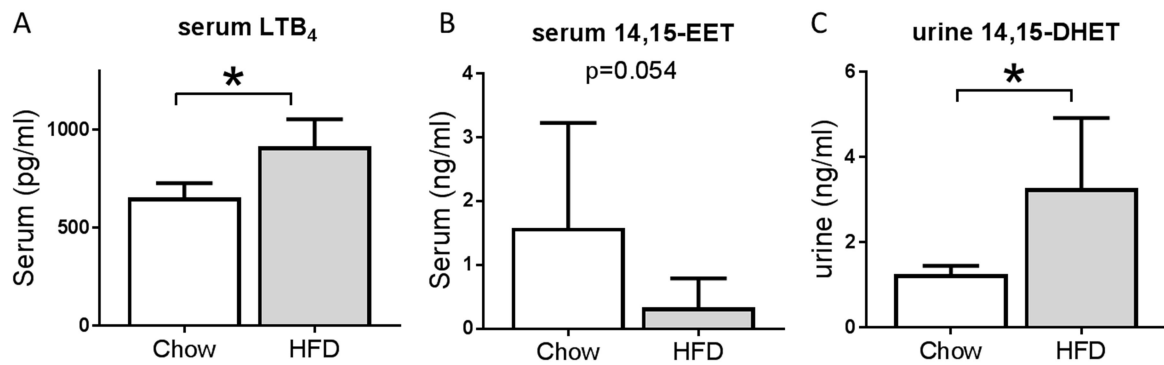 A
serum LTB₄
*
Serum (pg/ml)
1000
500
0
Chow
HFD
B
serum 14,15-EET
p=0.054
Serum (ng/ml)
4
3
2
1
0
Chow
HFD
C
urine 14,15-DHET
*
urine (ng/ml)
6
4
2
0
Chow
HFD